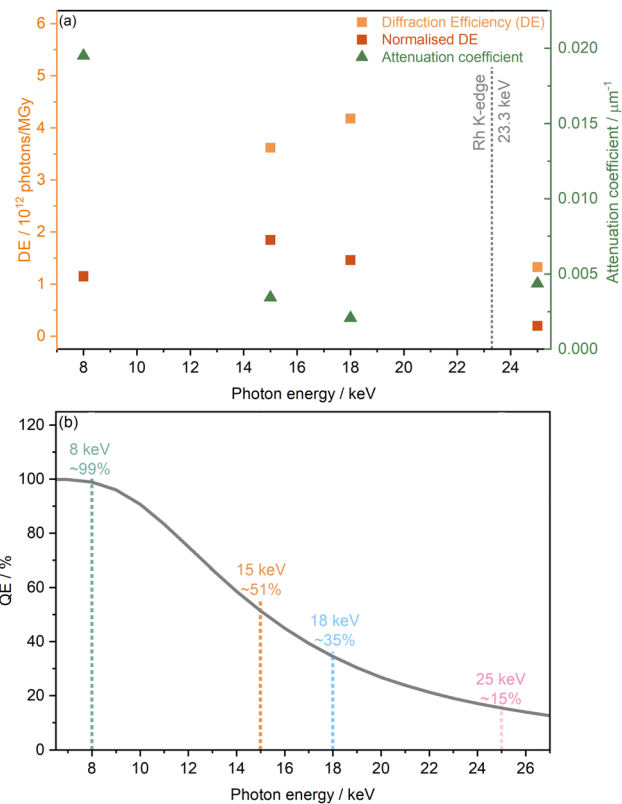 (a)
Diffraction Efficiency (DE)
Normalised DE
Attenuation coefficient
Rh K-edge
23.3 keV
DE / 10¹² photons/MGy
6
5
4
3
2
1
0
Attenuation coefficient / μm⁻¹
0.020
0.015
0.010
0.005
0.000
8 10 12 14 16 18 20 22 24
Photon energy / keV
(b)
QE / %
120
100
80
60
40
20
0
8 keV
~99%
15 keV
~51%
18 keV
~35%
25 keV
~15%
8 10 12 14 16 18 20 22 24 26
Photon energy / keV